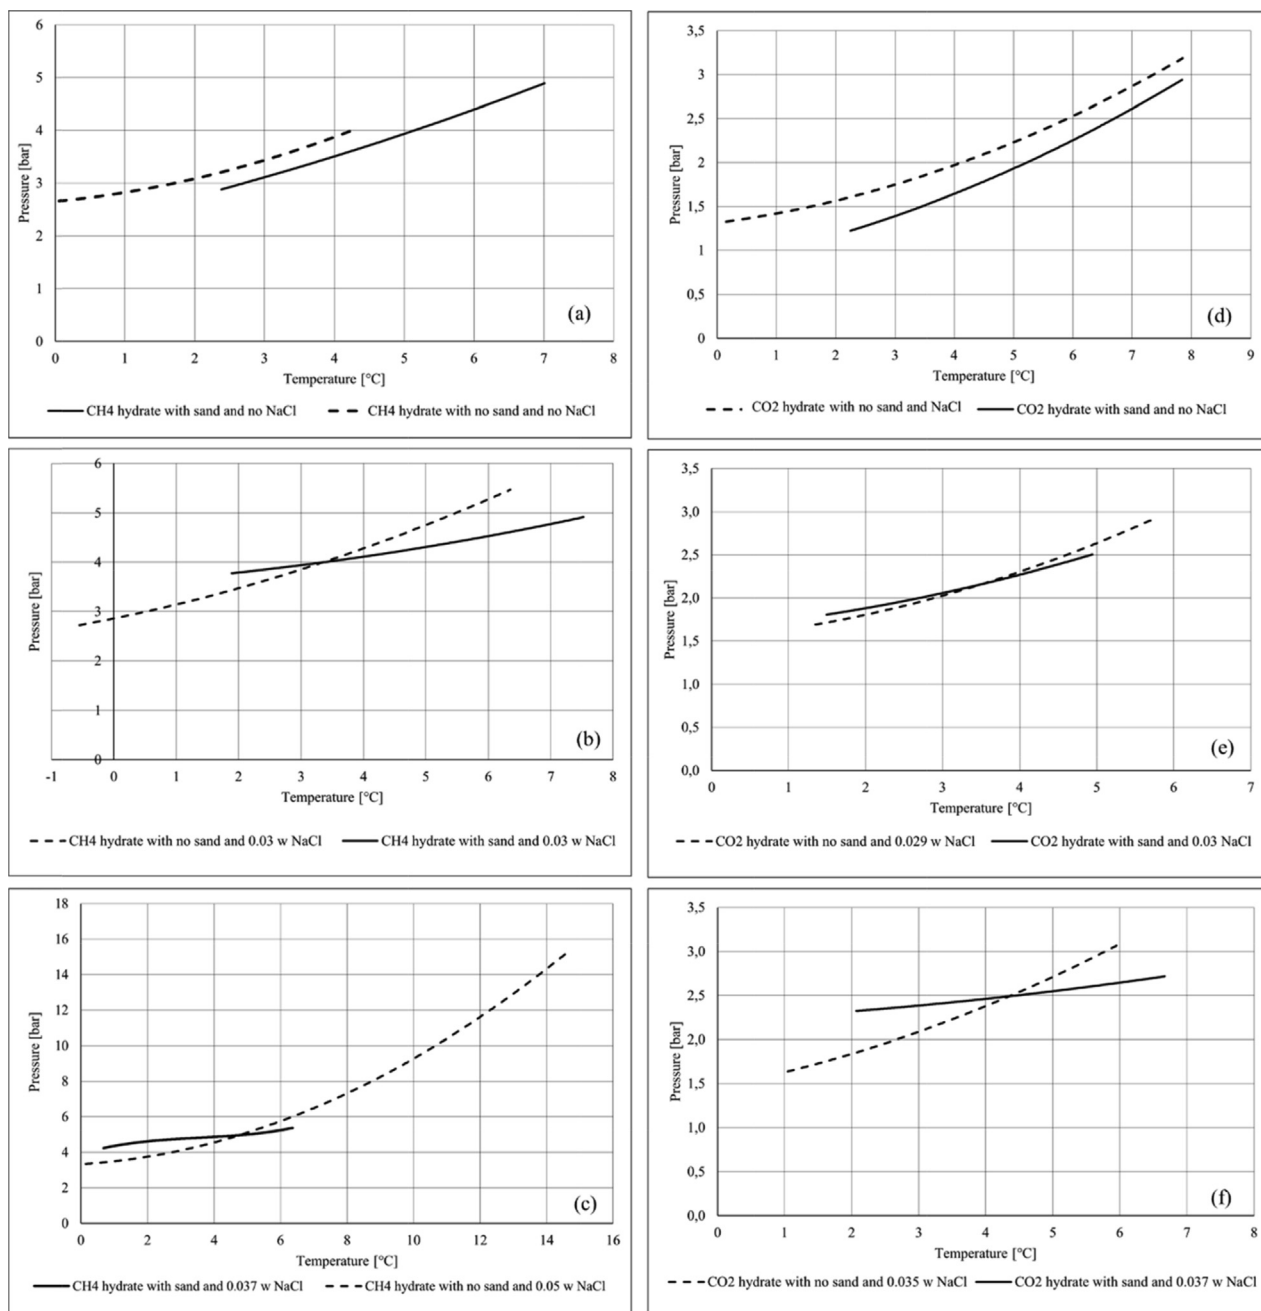 6
5
4
3
2
1
0
Pressure [bar]
0 1 2 3 4 5 6 7 8
Temperature [°C]
(a)
CH4 hydrate with sand and no NaCl CH4 hydrate with no sand and no NaCl
3,5
3
2,5
2
1,5
1
0,5
0
Pressure [bar]
0 1 2 3 4 5 6 7 8 9
Temperature [°C]
(d)
CO2 hydrate with no sand and NaCl CO2 hydrate with sand and no NaCl
6
5
4
3
2
1
0
Pressure [bar]
-1 0 1 2 3 4 5 6 7 8
Temperature [°C]
(b)
CH4 hydrate with no sand and 0.03 w NaCl CH4 hydrate with sand and 0.03 w NaCl
3,5
3,0
2,5
2,0
1,5
1,0
0,5
0,0
Pressure [bar]
0 1 2 3 4 5 6 7
Temperature [°C]
(e)
CO2 hydrate with no sand and 0.029 w NaCl CO2 hydrate with sand and 0.03 NaCl
18
16
14
12
10
8
6
4
2
0
Pressure [bar]
0 2 4 6 8 10 12 14 16
Temperature [°C]
(c)
CH4 hydrate with sand and 0.037 w NaCl CH4 hydrate with no sand and 0.05 w NaCl
3,5
3,0
2,5
2,0
1,5
1,0
0,5
0,0
Pressure [bar]
0 1 2 3 4 5 6 7 8
Temperature [°C]
(f)
CO2 hydrate with no sand and 0.035 w NaCl CO2 hydrate with sand and 0.037 w NaCl